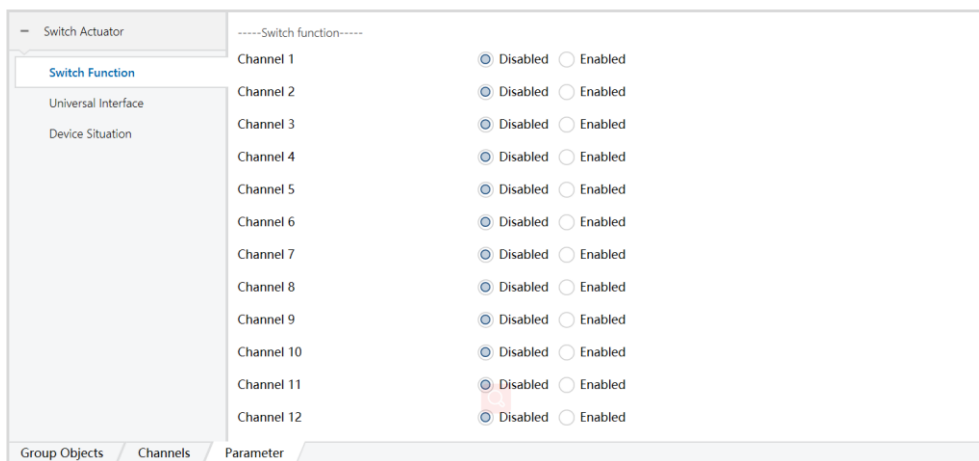 Switch Actuator
Switch Function
Universal Interface
Device Situation
-----Switch function-----
Channel 1 Disabled Enabled
Channel 2 Disabled Enabled
Channel 3 Disabled Enabled
Channel 4 Disabled Enabled
Channel 5 Disabled Enabled
Channel 6 Disabled Enabled
Channel 7 Disabled Enabled
Channel 8 Disabled Enabled
Channel 9 Disabled Enabled
Channel 10 Disabled Enabled
Channel 11 Disabled Enabled
Channel 12 Disabled Enabled
Group Objects Channels Parameter